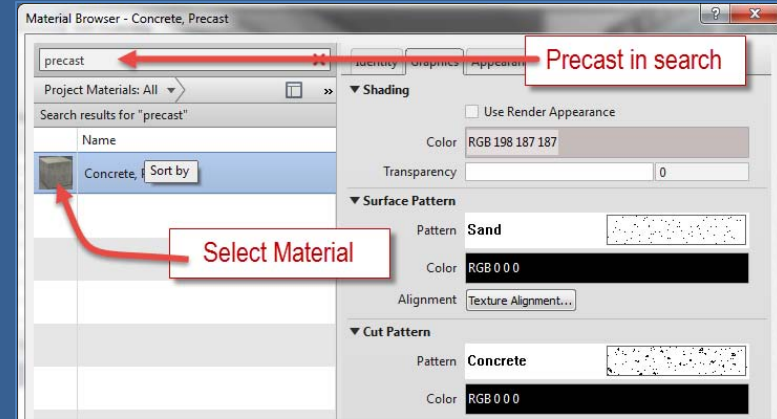 Material Browser - Concrete, Precast
?
precast
Precast in search
Identity Graphics Appearan
Project Materials: All
»
Search results for "precast"
Name
Concrete,
Sort by
Select Material
Shading
Use Render Appearance
Color RGB 198 187 187
Transparency 0
Surface Pattern
Pattern Sand
Color RGB 0 0 0
Alignment Texture Alignment...
Cut Pattern
Pattern Concrete
Color RGB 0 0 0